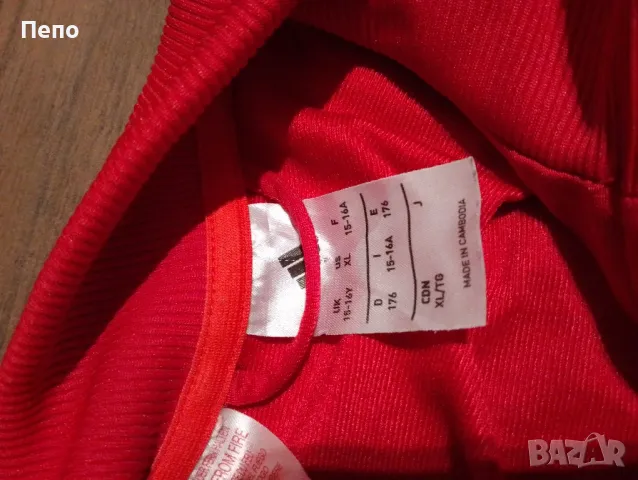 Пепо
UK US F
15-16Y XL 15-16A
D I E
176 15-16A 176
CDN J
XL/TG
MADE IN CAMBODIA
FROM FIRE
BAZAR
bg